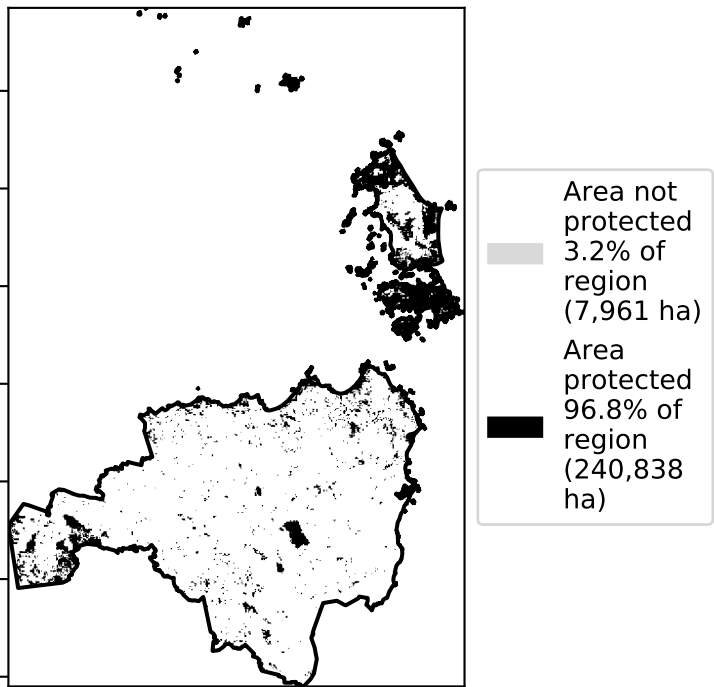 Area not
protected
3.2% of
region
(7,961 ha)
Area
protected
96.8% of
region
(240,838
ha)